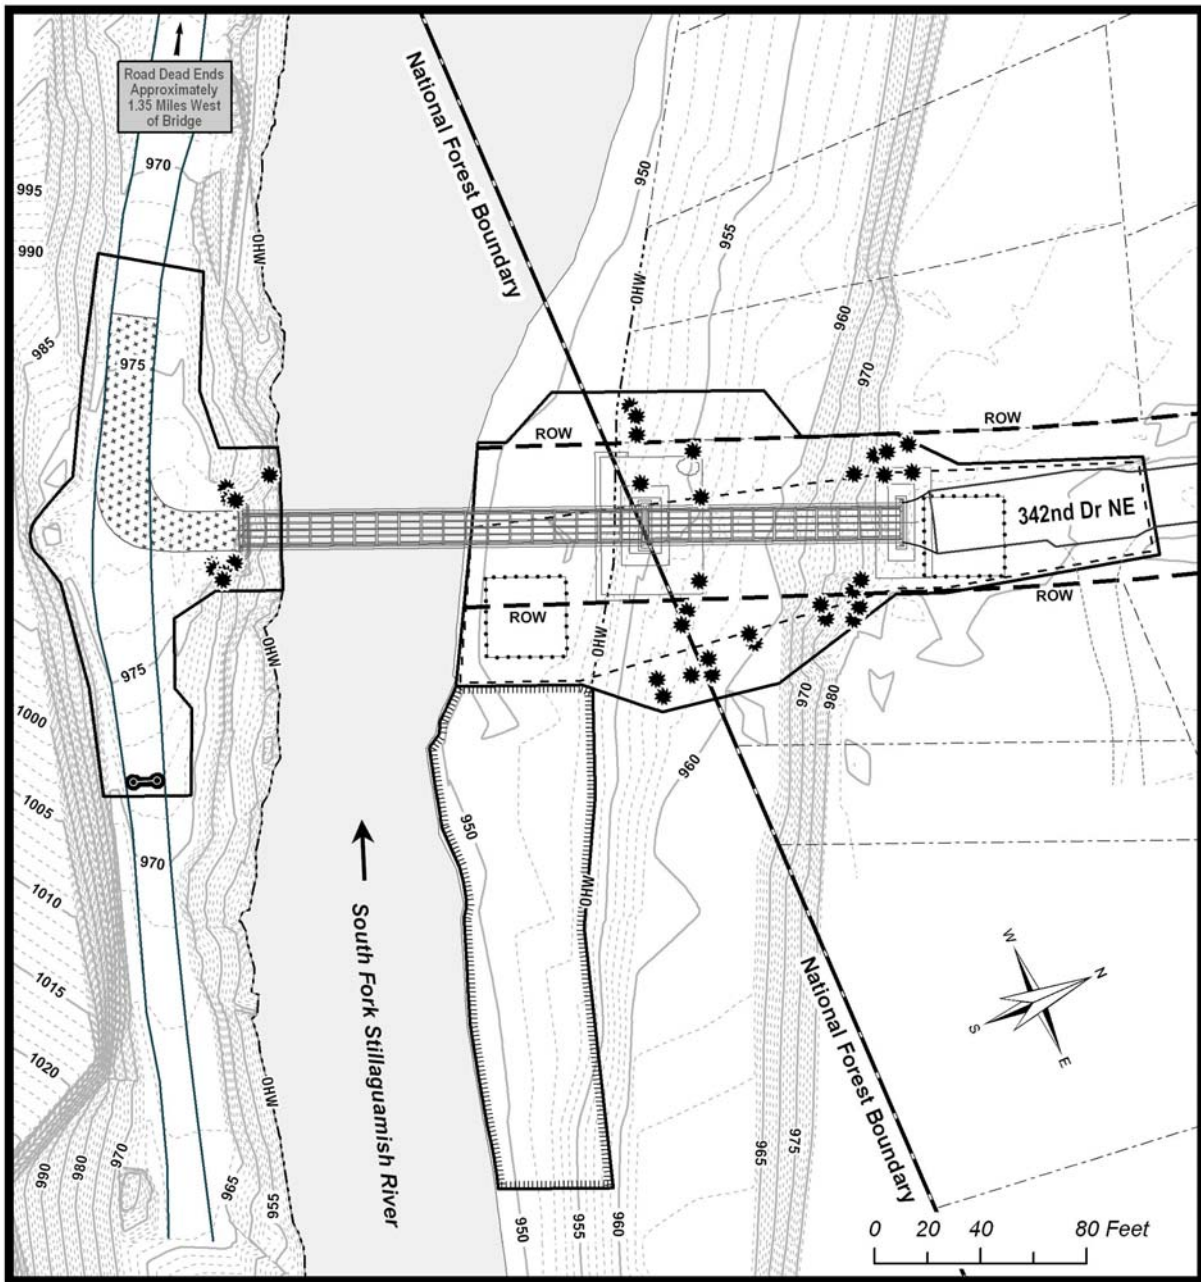 Road Dead Ends
Approximately
1.35 Miles West
of Bridge
970
995
990
985
975
OHW
National Forest Boundary
950
955
OHW
960
970
ROW
ROW
342nd Dr NE
ROW
ROW
OHW
OHW
975
1000
1005
970
1010
1015
1020
990
980
970
965
955
OHW
South Fork Stillaguamish River
950
OHW
960
970
980
National Forest Boundary
W
N
S
E
950
955
960
965
975
0 20 40 80 Feet